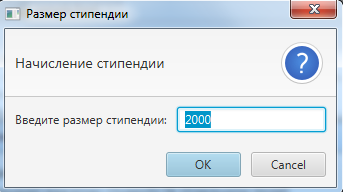 Размер стипендии
Начисление стипендии
?
Введите размер стипендии: 2000
OK Cancel